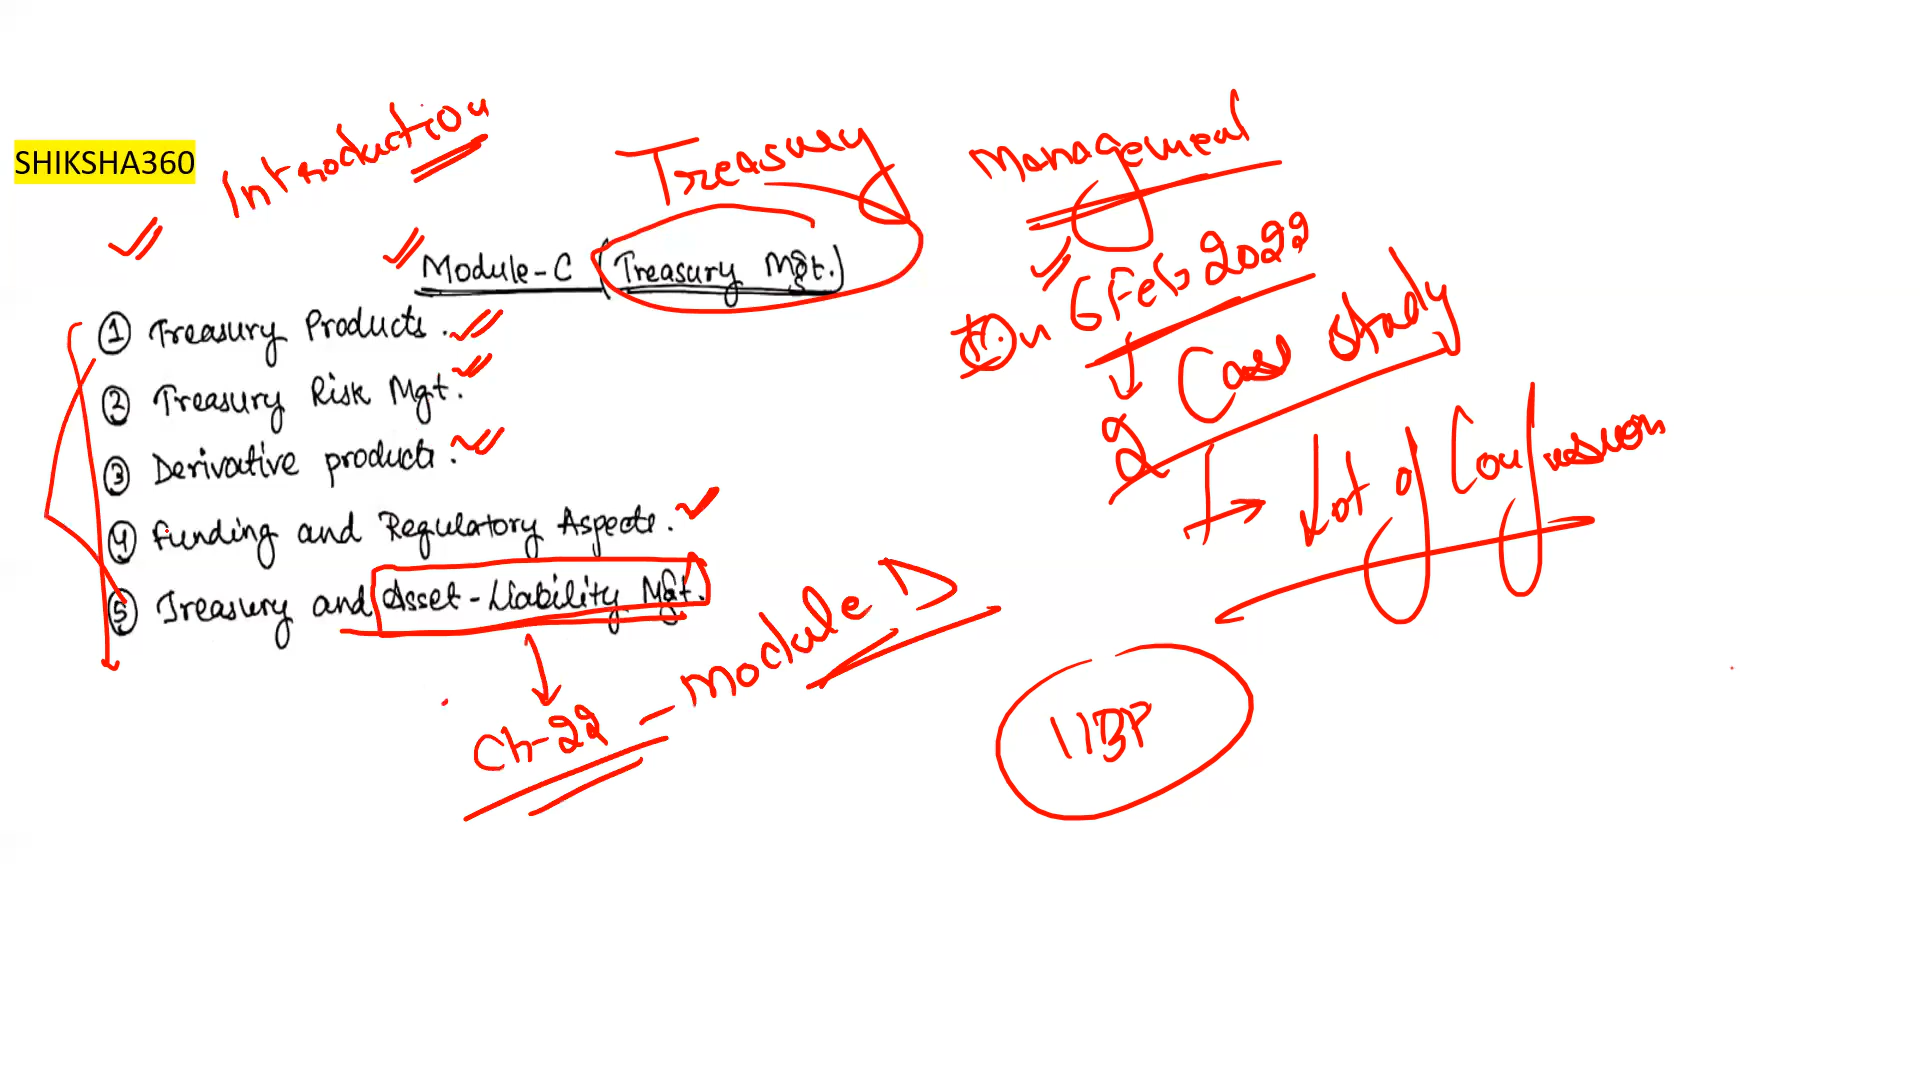 SHIKSHA360
Introduction
Treasury Management
Module-C (Treasury Mgt.)
① Treasury Products.
② Treasury Risk Mgt.
③ Derivative products.
④ Funding and Regulatory Aspects.
⑤ Treasury and Asset-Liability Mgt.
Ch-22 - Module D
On 6 Feb 2022
2 Case study
→ Lot of Confusion